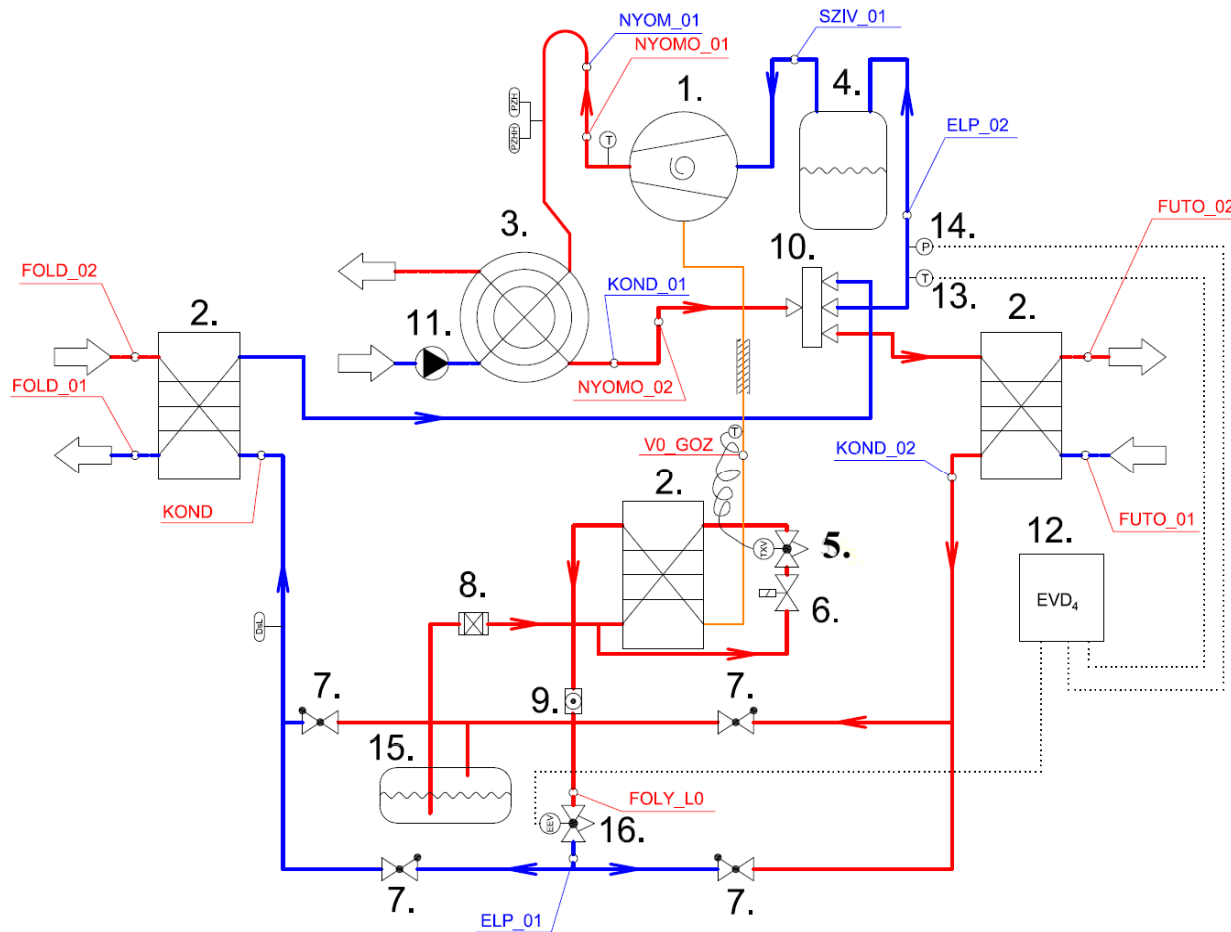 NYOM_01
SZÍV_01
NYOMO_01
1.
4.
PZH
PZHH
T
ELP_02
3.
FUTO_02
14.
P
10.
FOLD_02
KOND_01
T
13.
2.
11.
2.
FOLD_01
NYOMO_02
T
V0_GOZ
KOND_02
KOND
2.
FUTO_01
12.
TXV
5.
8.
6.
EVD4
DsL
7.
9.
7.
15.
FOLY_L0
EEV
16.
7.
7.
ELP_01